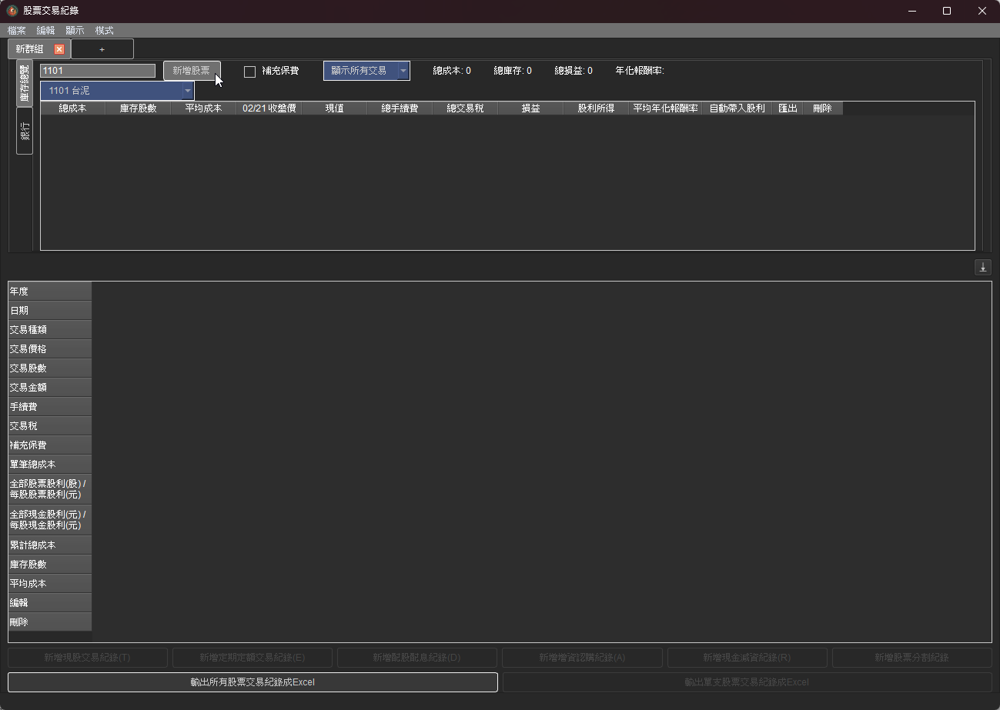 股票交易紀錄
檔案 編輯 顯示 模式
新群組 +
庫存總覽
銀行
1101 新增股票 補充保費 顯示所有交易 總成本: 0 總庫存: 0 總損益: 0 年化報酬率:
1101 台泥
總成本 庫存股數 平均成本 02/21 收盤價 現值 總手續費 總交易稅 損益 股利所得 平均年化報酬率 自動帶入股利 匯出 刪除
年度
日期
交易種類
交易價格
交易股數
交易金額
手續費
交易稅
補充保費
單筆總成本
全部股票股利(股) /
每股股票股利(元)
全部現金股利(元) /
每股現金股利(元)
累計總成本
庫存股數
平均成本
編輯
刪除
新增現股交易紀錄(T) 新增定期定額交易紀錄(E) 新增配股配息紀錄(D) 新增增資認購紀錄(A) 新增現金減資紀錄(R) 新增股票分割紀錄
輸出所有股票交易紀錄成Excel 輸出單支股票交易紀錄成Excel